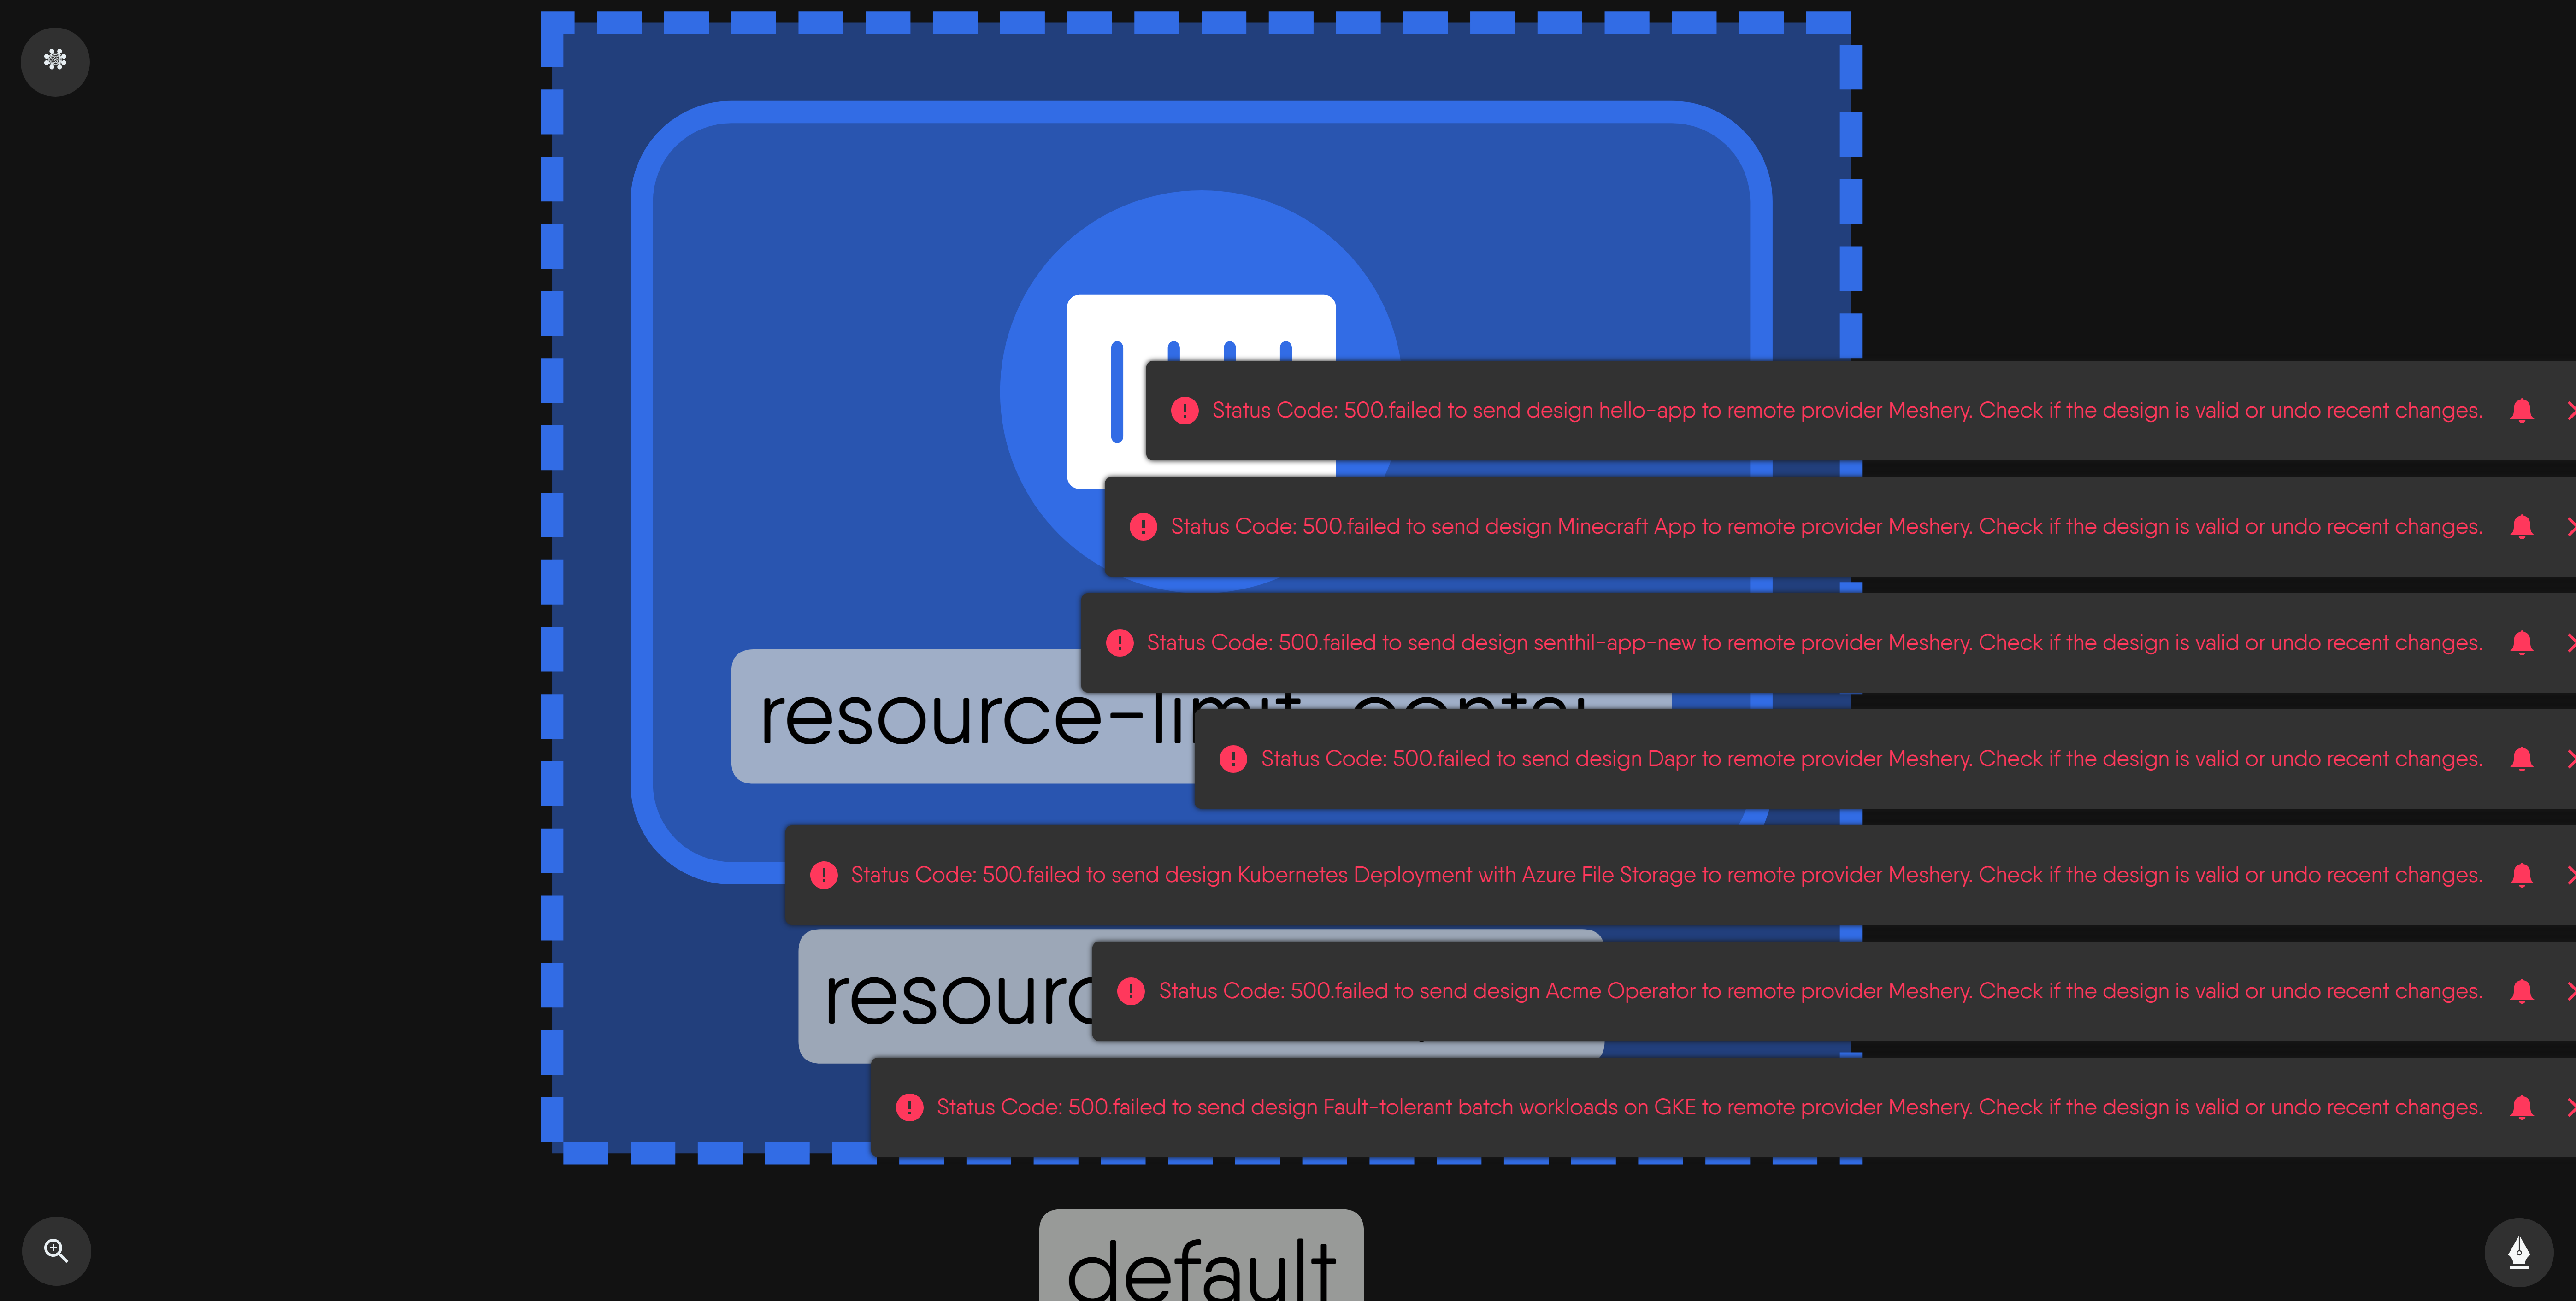 Status Code: 500.failed to send design hello-app to remote provider Meshery. Check if the design is valid or undo recent changes.
Status Code: 500.failed to send design Minecraft App to remote provider Meshery. Check if the design is valid or undo recent changes.
Status Code: 500.failed to send design senthil-app-new to remote provider Meshery. Check if the design is valid or undo recent changes.
Status Code: 500.failed to send design Dapr to remote provider Meshery. Check if the design is valid or undo recent changes.
Status Code: 500.failed to send design Kubernetes Deployment with Azure File Storage to remote provider Meshery. Check if the design is valid or undo recent changes.
Status Code: 500.failed to send design Acme Operator to remote provider Meshery. Check if the design is valid or undo recent changes.
Status Code: 500.failed to send design Fault-tolerant batch workloads on GKE to remote provider Meshery. Check if the design is valid or undo recent changes.
resource-limit
default